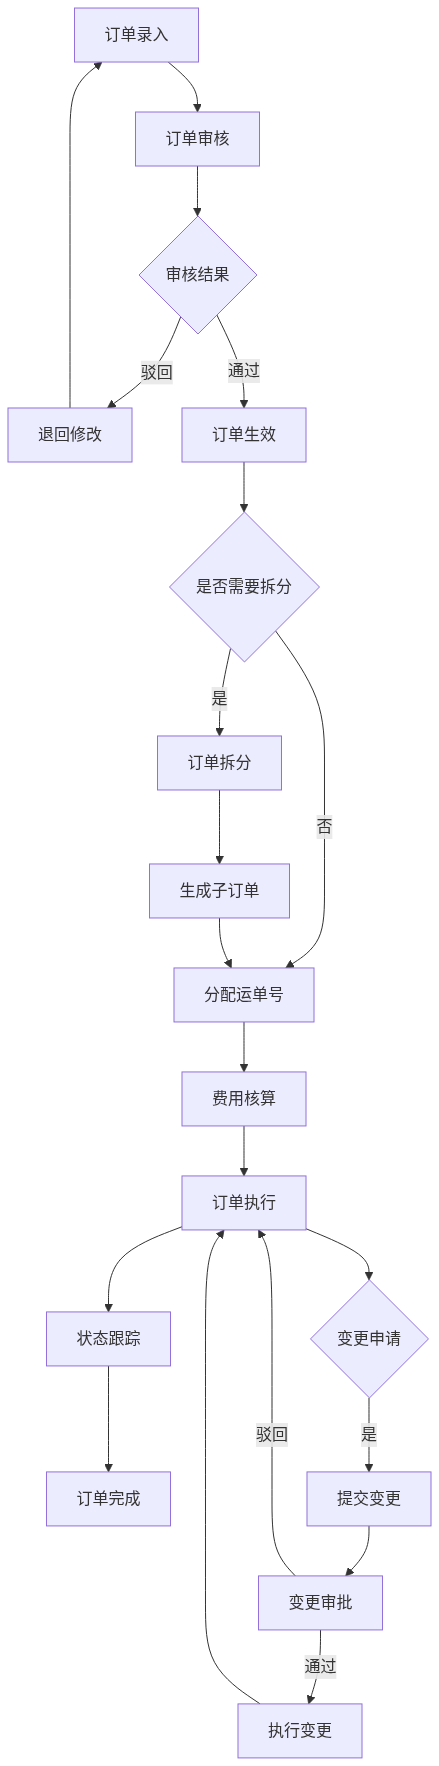 订单录入
订单审核
审核结果
驳回
通过
退回修改
订单生效
是否需要拆分
是
订单拆分
否
生成子订单
分配运单号
费用核算
订单执行
状态跟踪
变更申请
驳回
是
订单完成
提交变更
变更审批
通过
执行变更